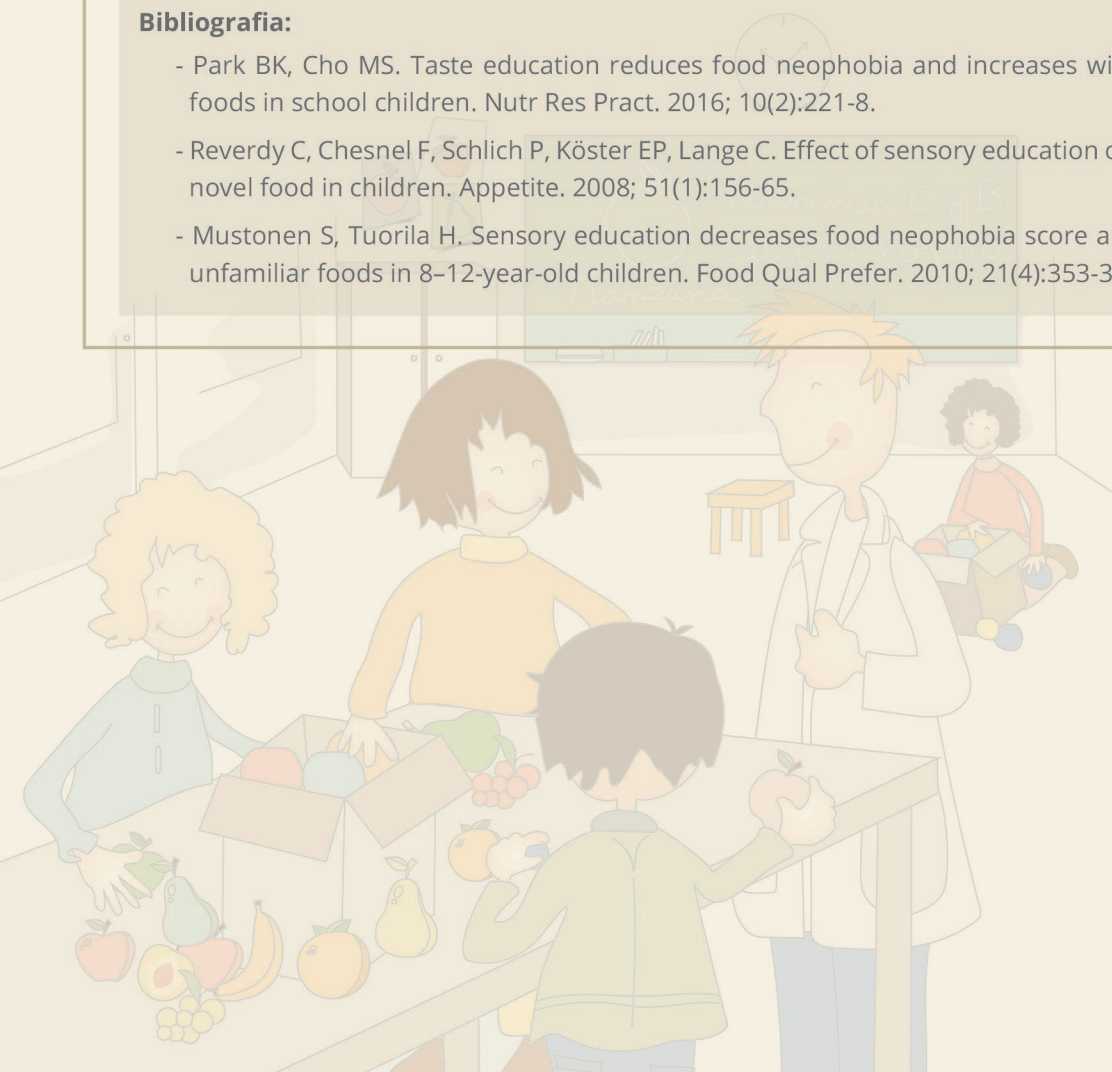 Bibliografia:
- Park BK, Cho MS. Taste education reduces food neophobia and increases wi
foods in school children. Nutr Res Pract. 2016; 10(2):221-8.
- Reverdy C, Chesnel F, Schlich P, Köster EP, Lange C. Effect of sensory education
novel food in children. Appetite. 2008; 51(1):156-65.
- Mustonen S, Tuorila H. Sensory education decreases food neophobia score a
unfamiliar foods in 8–12-year-old children. Food Qual Prefer. 2010; 21(4):353-3
Manzana